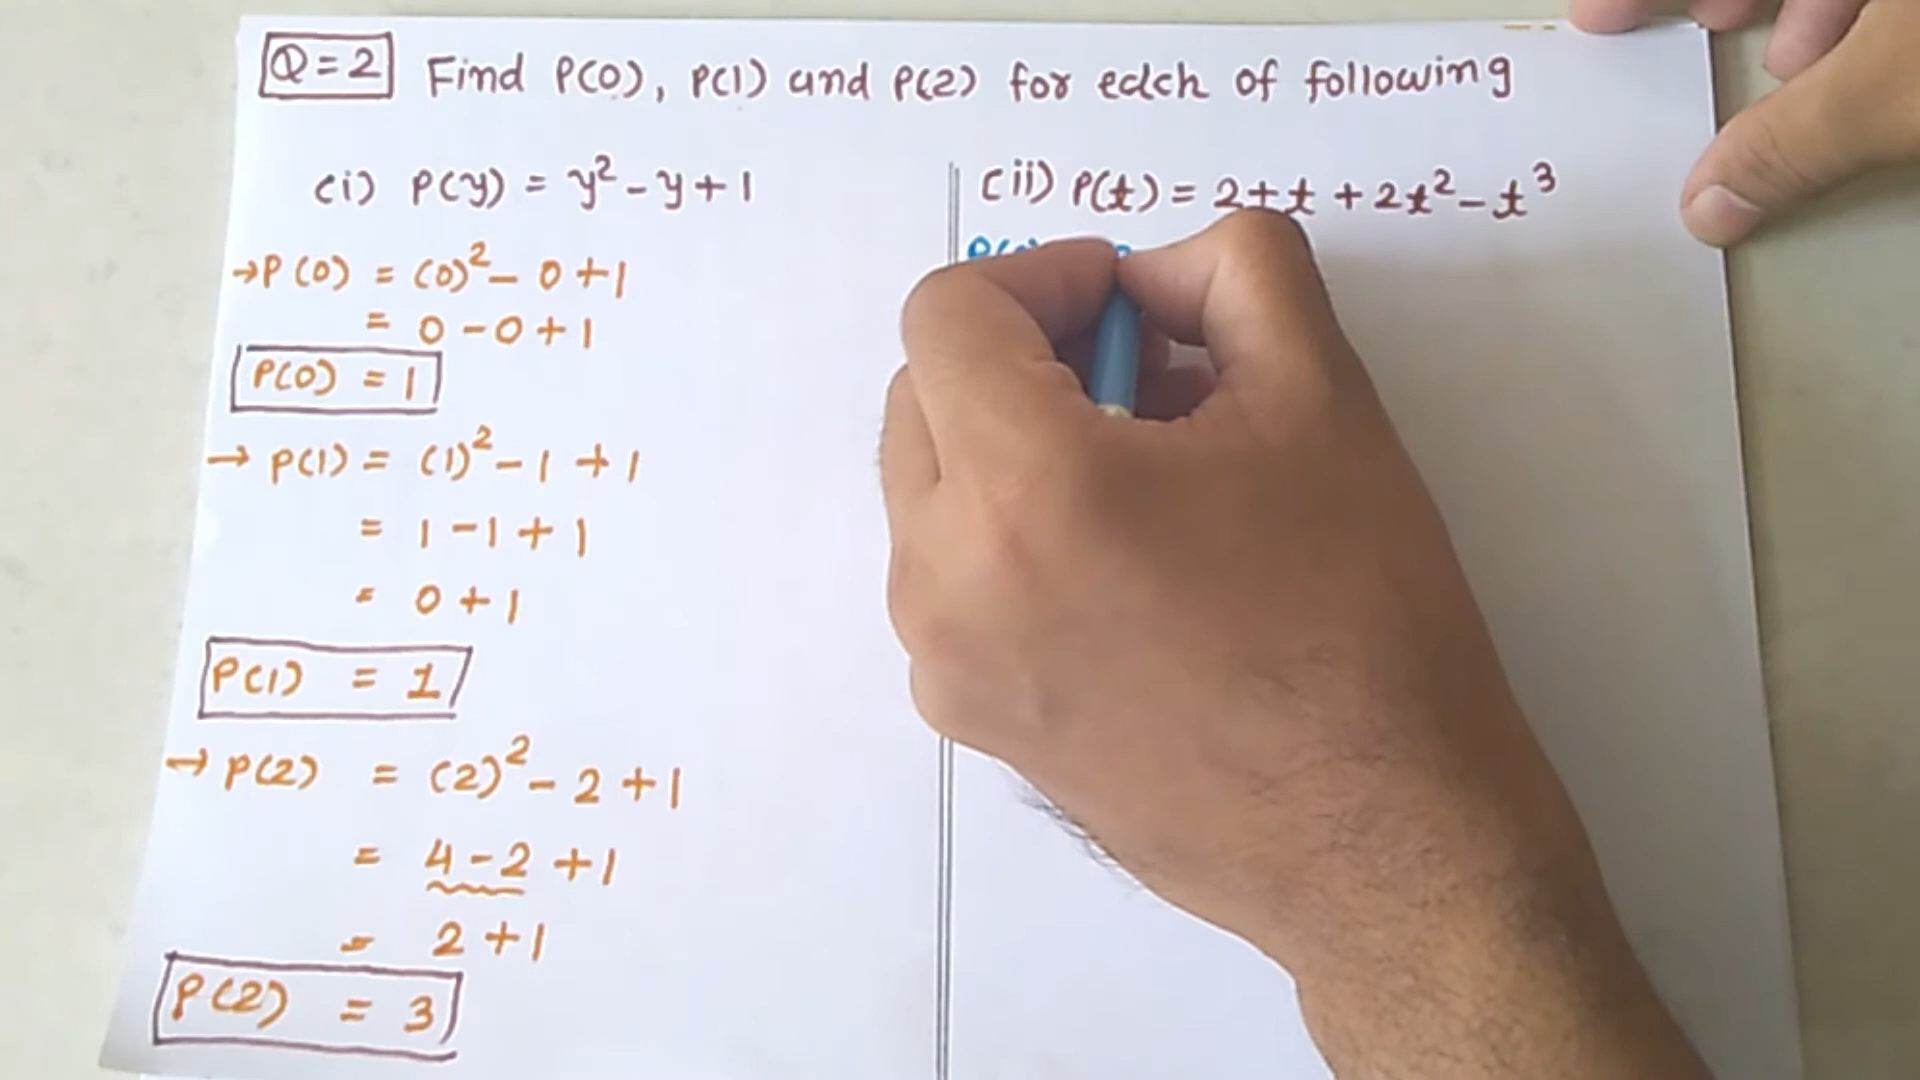 Q=2 Find P(0), P(1) and P(2) for edch of following
(i) P(y) = y² - y + 1
→P(0) = (0)² - 0 + 1
= 0 - 0 + 1
P(0) = 1
→ P(1) = (1)² - 1 + 1
= 1 - 1 + 1
= 0 + 1
P(1) = 1
→ P(2) = (2)² - 2 + 1
= 4 - 2 + 1
= 2 + 1
P(2) = 3
(ii) P(t) = 2 + t + 2t² - t³